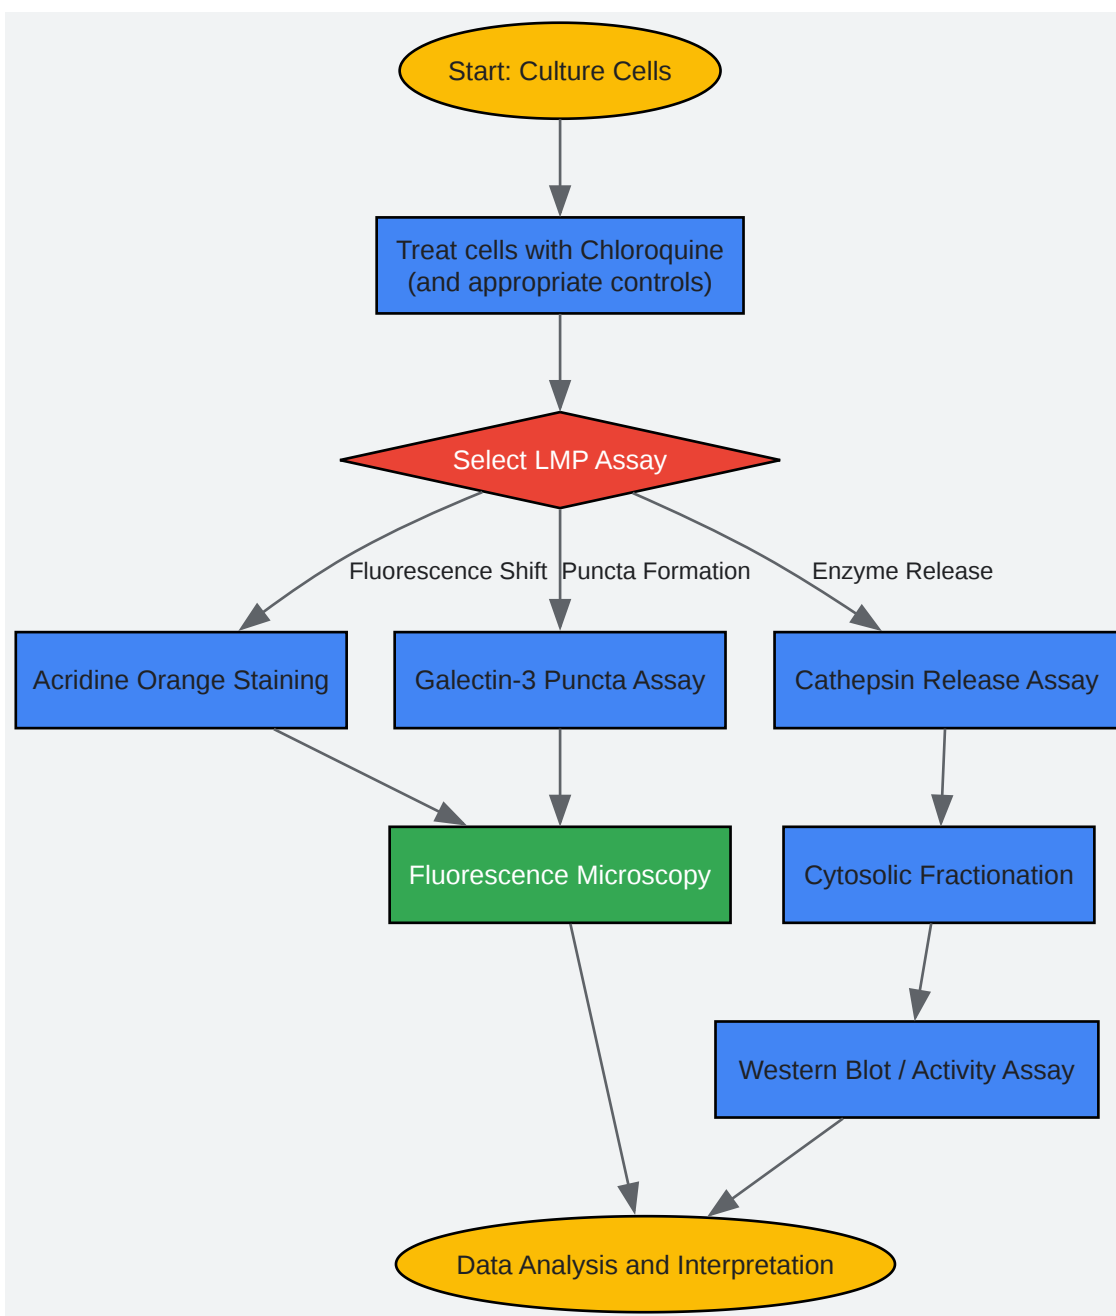 Start: Culture Cells
Treat cells with Chloroquine
(and appropriate controls)
Select LMP Assay
Fluorescence Shift
Puncta Formation
Enzyme Release
Acridine Orange Staining
Galectin-3 Puncta Assay
Cathepsin Release Assay
Fluorescence Microscopy
Cytosolic Fractionation
Western Blot / Activity Assay
Data Analysis and Interpretation